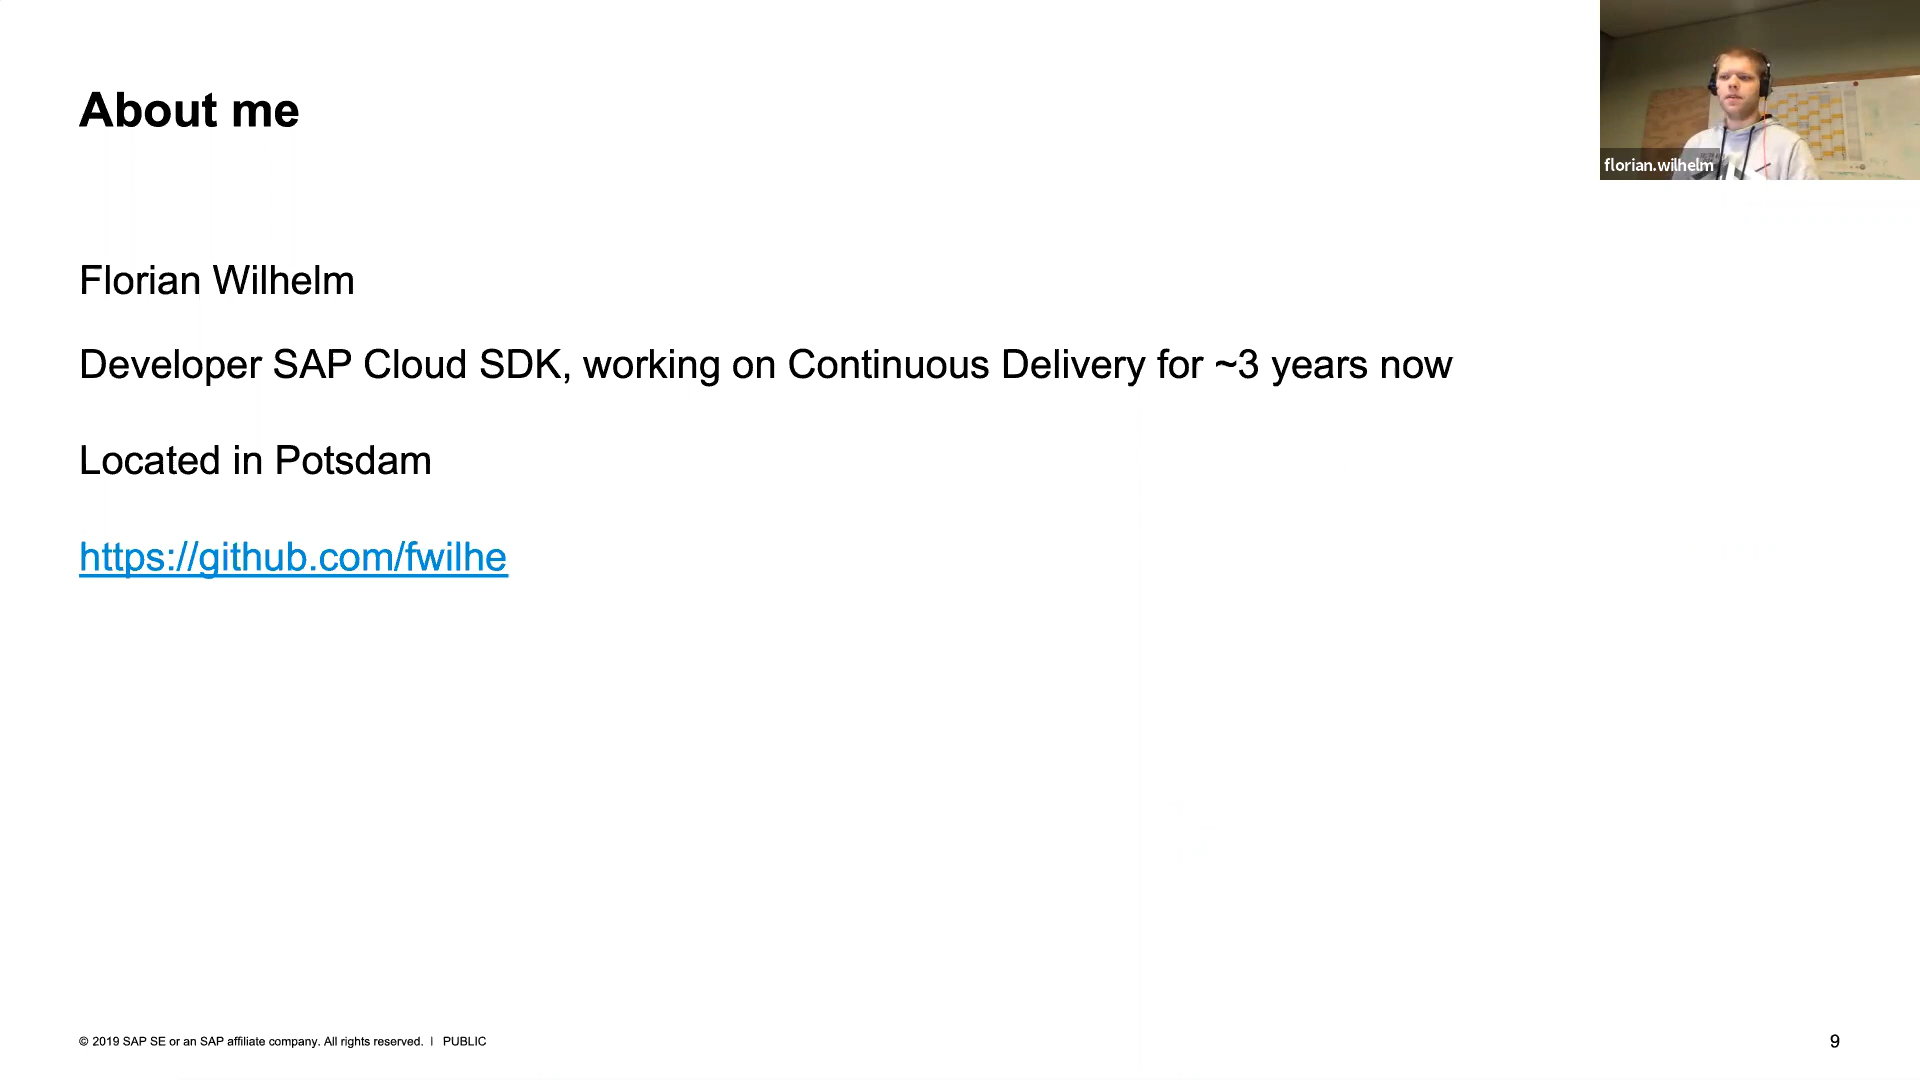 About me
florian.wilhelm
Florian Wilhelm
Developer SAP Cloud SDK, working on Continuous Delivery for ~3 years now
Located in Potsdam
https://github.com/fwilhe
© 2019 SAP SE or an SAP affiliate company. All rights reserved. | PUBLIC
9